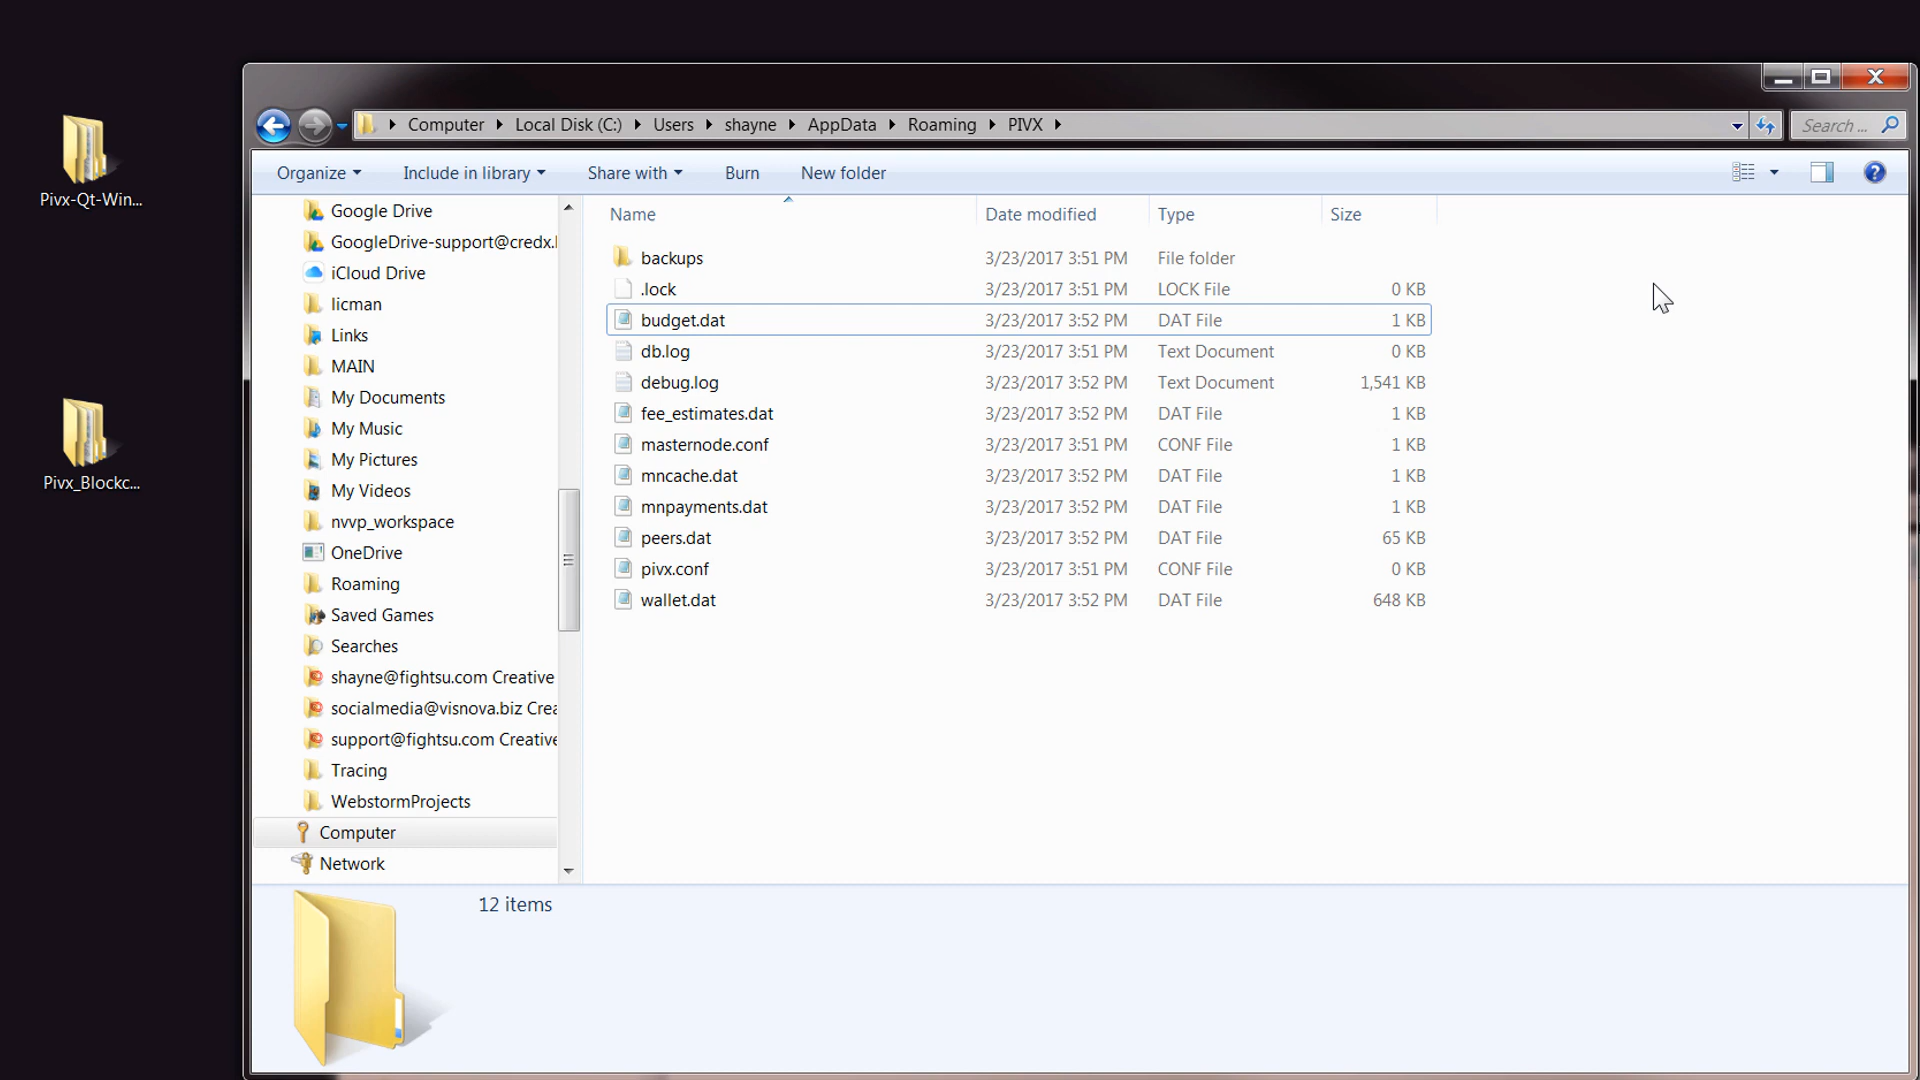 Pivx-Qt-Win...
Pivx_Blockc...
Computer Local Disk (C:) Users shayne AppData Roaming PIVX
Search ...
Organize Include in library Share with Burn New folder
Google Drive
GoogleDrive-support@credx.
iCloud Drive
licman
Links
MAIN
My Documents
My Music
My Pictures
My Videos
nvvp_workspace
OneDrive
Roaming
Saved Games
Searches
shayne@fightsu.com Creative
socialmedia@visnova.biz Crea
support@fightsu.com Creative
Tracing
WebstormProjects
Computer
Network
Name Date modified Type Size
backups 3/23/2017 3:51 PM File folder
.lock 3/23/2017 3:51 PM LOCK File 0 KB
budget.dat 3/23/2017 3:52 PM DAT File 1 KB
db.log 3/23/2017 3:51 PM Text Document 0 KB
debug.log 3/23/2017 3:52 PM Text Document 1,541 KB
fee_estimates.dat 3/23/2017 3:52 PM DAT File 1 KB
masternode.conf 3/23/2017 3:51 PM CONF File 1 KB
mncache.dat 3/23/2017 3:52 PM DAT File 1 KB
mnpayments.dat 3/23/2017 3:52 PM DAT File 1 KB
peers.dat 3/23/2017 3:52 PM DAT File 65 KB
pivx.conf 3/23/2017 3:51 PM CONF File 0 KB
wallet.dat 3/23/2017 3:52 PM DAT File 648 KB
12 items